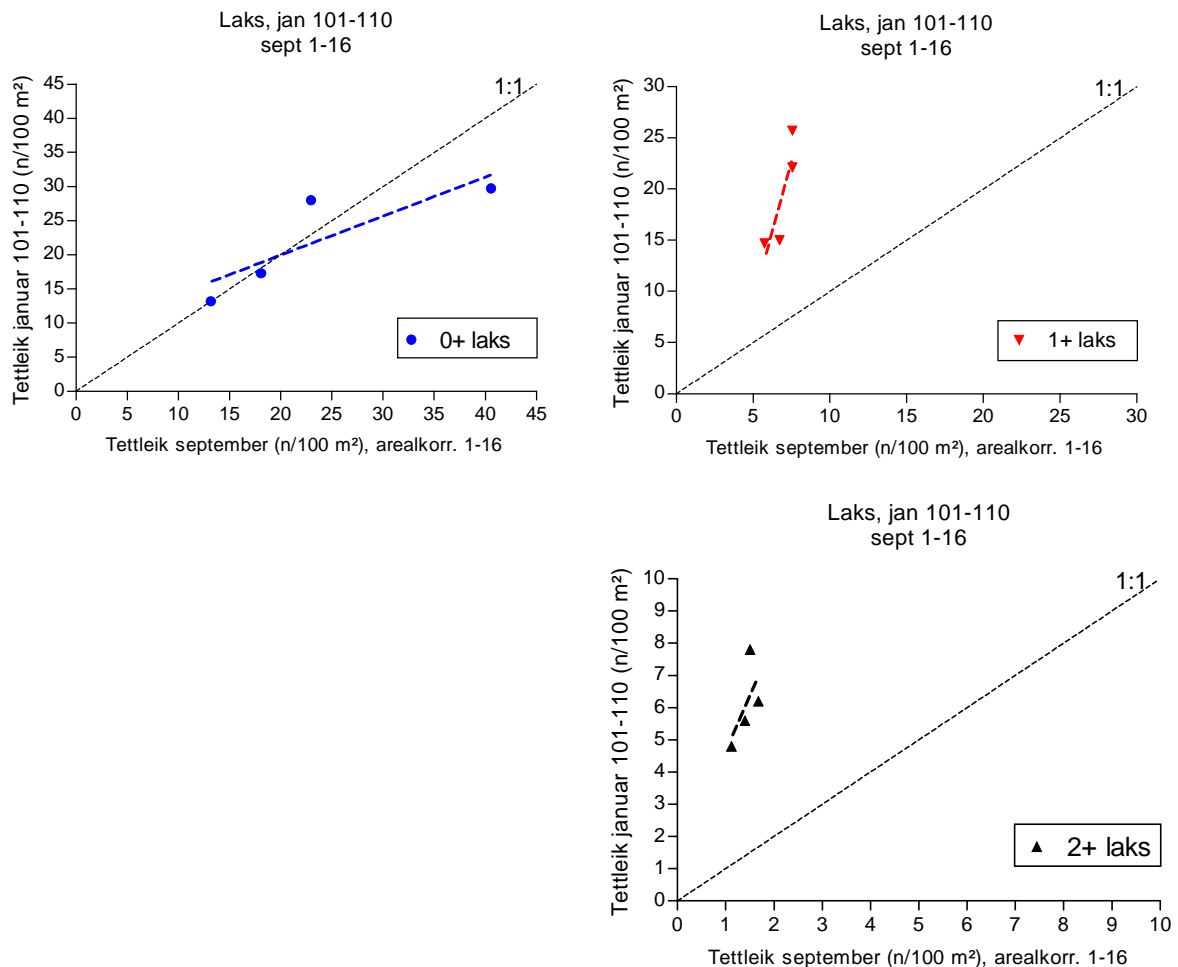 Laks, jan 101-110
sept 1-16
Tettleik januar 101-110 (n/100 m²)
45
40
35
30
25
20
15
10
5
0
1:1
0+ laks
0 5 10 15 20 25 30 35 40 45
Tettleik september (n/100 m²), arealkorr. 1-16
Laks, jan 101-110
sept 1-16
Tettleik januar 101-110 (n/100 m²)
30
25
20
15
10
5
0
1:1
1+ laks
0 5 10 15 20 25 30
Tettleik september (n/100 m²), arealkorr. 1-16
Laks, jan 101-110
sept 1-16
Tettleik januar 101-110 (n/100 m²)
10
9
8
7
6
5
4
3
2
1
0
1:1
2+ laks
0 1 2 3 4 5 6 7 8 9 10
Tettleik september (n/100 m²), arealkorr. 1-16